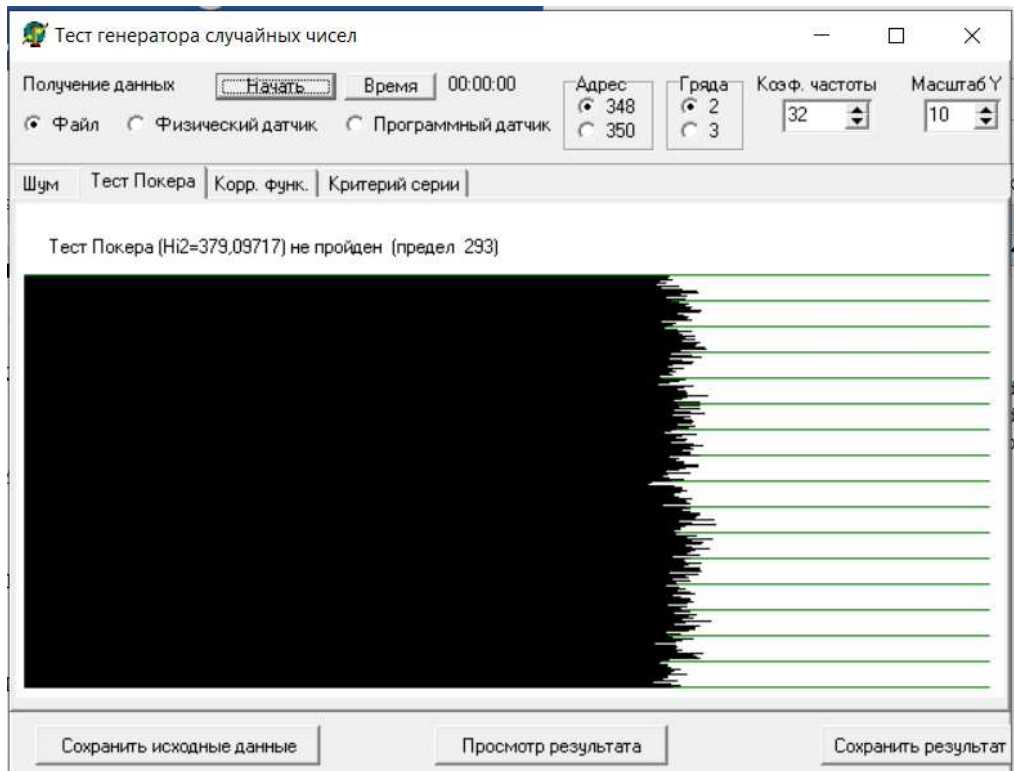 Тест генератора случайных чисел
Получение данных Начать Время 00:00:00
Файл Физический датчик Программный датчик
Адрес
348
350
Гряда
2
3
Коэф. частоты
32
Масштаб Y
10
Шум Тест Покера Корр. функ. Критерий серии
Тест Покера (Hi2=379,09717) не пройден (предел 293)
Сохранить исходные данные Просмотр результата Сохранить результат